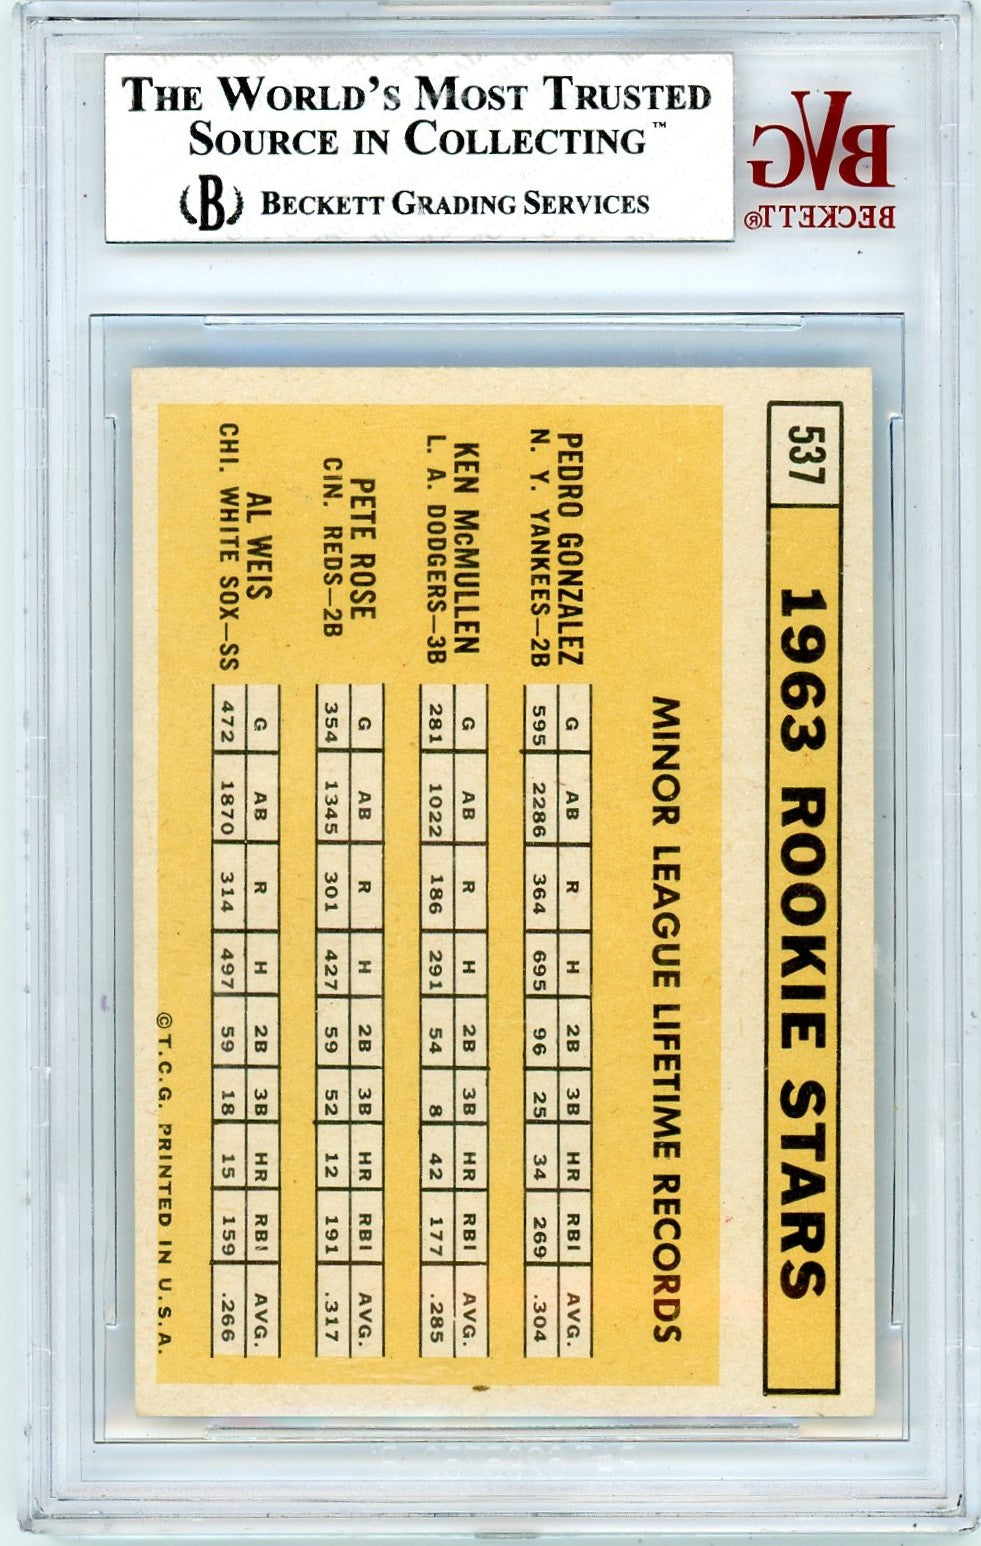 THE WORLD'S MOST TRUSTED
SOURCE IN COLLECTING™
B BECKETT GRADING SERVICES
BVG
BECKETT®
537 1963 ROOKIE STARS
MINOR LEAGUE LIFETIME RECORDS
PEDRO GONZALEZ
N. Y. YANKEES—2B
G AB R H 2B 3B HR RBI AVG.
595 2286 364 695 96 25 34 269 .304
KEN McMULLEN
L. A. DODGERS—3B
G AB R H 2B 3B HR RBI AVG.
281 1022 186 291 54 8 42 177 .285
PETE ROSE
CIN. REDS—2B
G AB R H 2B 3B HR RBI AVG.
354 1345 301 427 59 52 12 191 .317
AL WEIS
CHI. WHITE SOX—SS
G AB R H 2B 3B HR RBI AVG.
472 1870 314 497 59 18 15 159 .266
©T.C.G. PRINTED IN U.S.A.